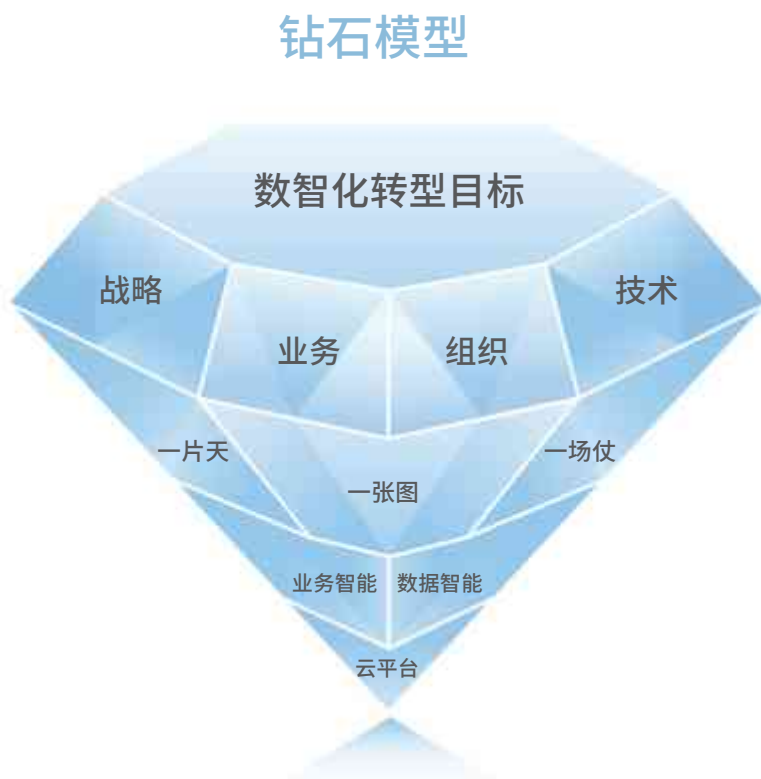 钻石模型
数智化转型目标
战略
技术
业务
组织
一片天
一场仗
一张图
业务智能
数据智能
云平台